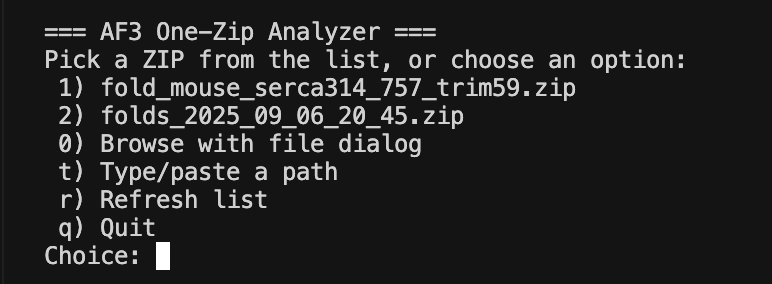 === AF3 One-Zip Analyzer ===
Pick a ZIP from the list, or choose an option:
1) fold_mouse_serca314_757_trim59.zip
2) folds_2025_09_06_20_45.zip
0) Browse with file dialog
t) Type/paste a path
r) Refresh list
q) Quit
Choice: